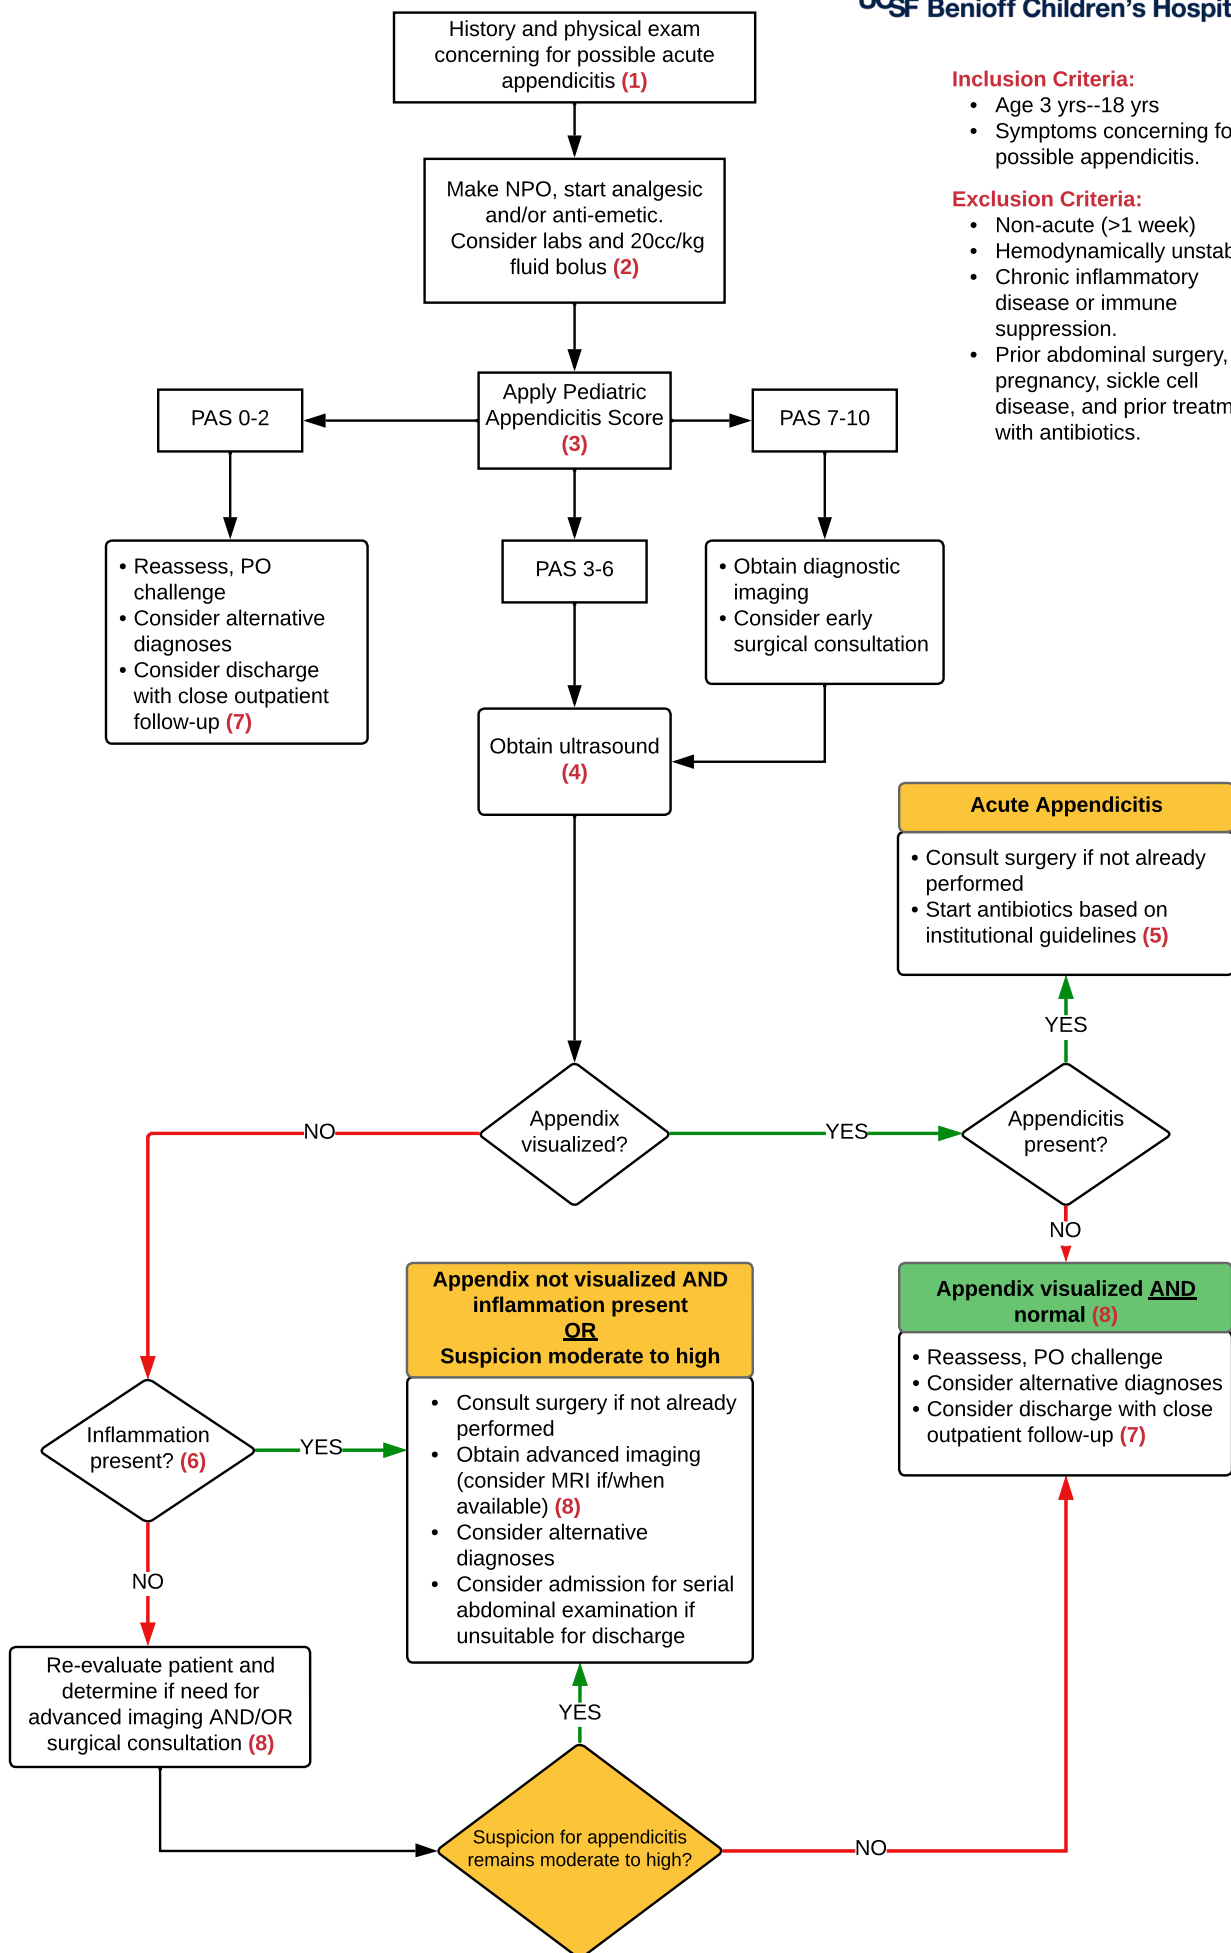 UCSF Benioff Children's Hospit
History and physical exam
concerning for possible acute
appendicitis (1)
Inclusion Criteria:
• Age 3 yrs--18 yrs
• Symptoms concerning fo
possible appendicitis.
Exclusion Criteria:
• Non-acute (>1 week)
• Hemodynamically unstab
• Chronic inflammatory
disease or immune
suppression.
• Prior abdominal surgery,
pregnancy, sickle cell
disease, and prior treatm
with antibiotics.
Make NPO, start analgesic
and/or anti-emetic.
Consider labs and 20cc/kg
fluid bolus (2)
Apply Pediatric
Appendicitis Score
(3)
PAS 0-2
PAS 7-10
PAS 3-6
• Reassess, PO
challenge
• Consider alternative
diagnoses
• Consider discharge
with close outpatient
follow-up (7)
• Obtain diagnostic
imaging
• Consider early
surgical consultation
Obtain ultrasound
(4)
Acute Appendicitis
• Consult surgery if not already
performed
• Start antibiotics based on
institutional guidelines (5)
YES
Appendix
visualized?
NO
YES
Appendicitis
present?
NO
Appendix not visualized AND
inflammation present
OR
Suspicion moderate to high
• Consult surgery if not already
performed
• Obtain advanced imaging
(consider MRI if/when
available) (8)
• Consider alternative
diagnoses
• Consider admission for serial
abdominal examination if
unsuitable for discharge
Appendix visualized AND
normal (8)
• Reassess, PO challenge
• Consider alternative diagnoses
• Consider discharge with close
outpatient follow-up (7)
Inflammation
present? (6)
YES
NO
Re-evaluate patient and
determine if need for
advanced imaging AND/OR
surgical consultation (8)
YES
Suspicion for appendicitis
remains moderate to high?
NO